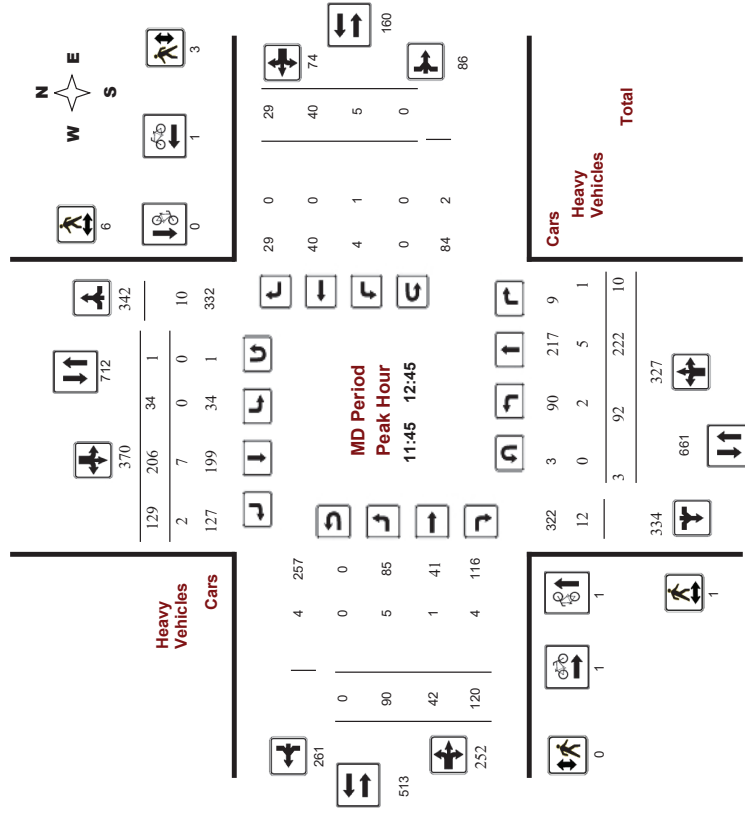 N
W E
S
3
1
6
0
160
74
86
29 0 29
40 0 40
5 1 4
0 0 0
2 84
342
10
332
712
370
129 206 34 1
2 7 0 0
127 199 34 1
Heavy
Vehicles
Cars
MD Period
Peak Hour
11:45 12:45
4 257
0 0 0
90 5 85
42 1 41
120 4 116
261
513
252
Cars
Heavy
Vehicles
Total
322 3 90 217 9
12 0 2 5 1
3 92 222 10
334
661
327
1
1
0
1